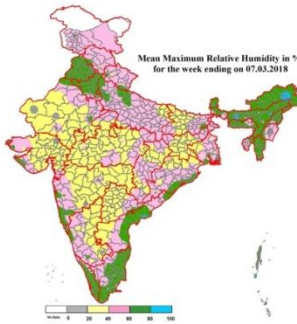 Mean Maximum Relative Humidity in %
for the week ending on 07.03.2018
No Data 0 20 40 60 80 100